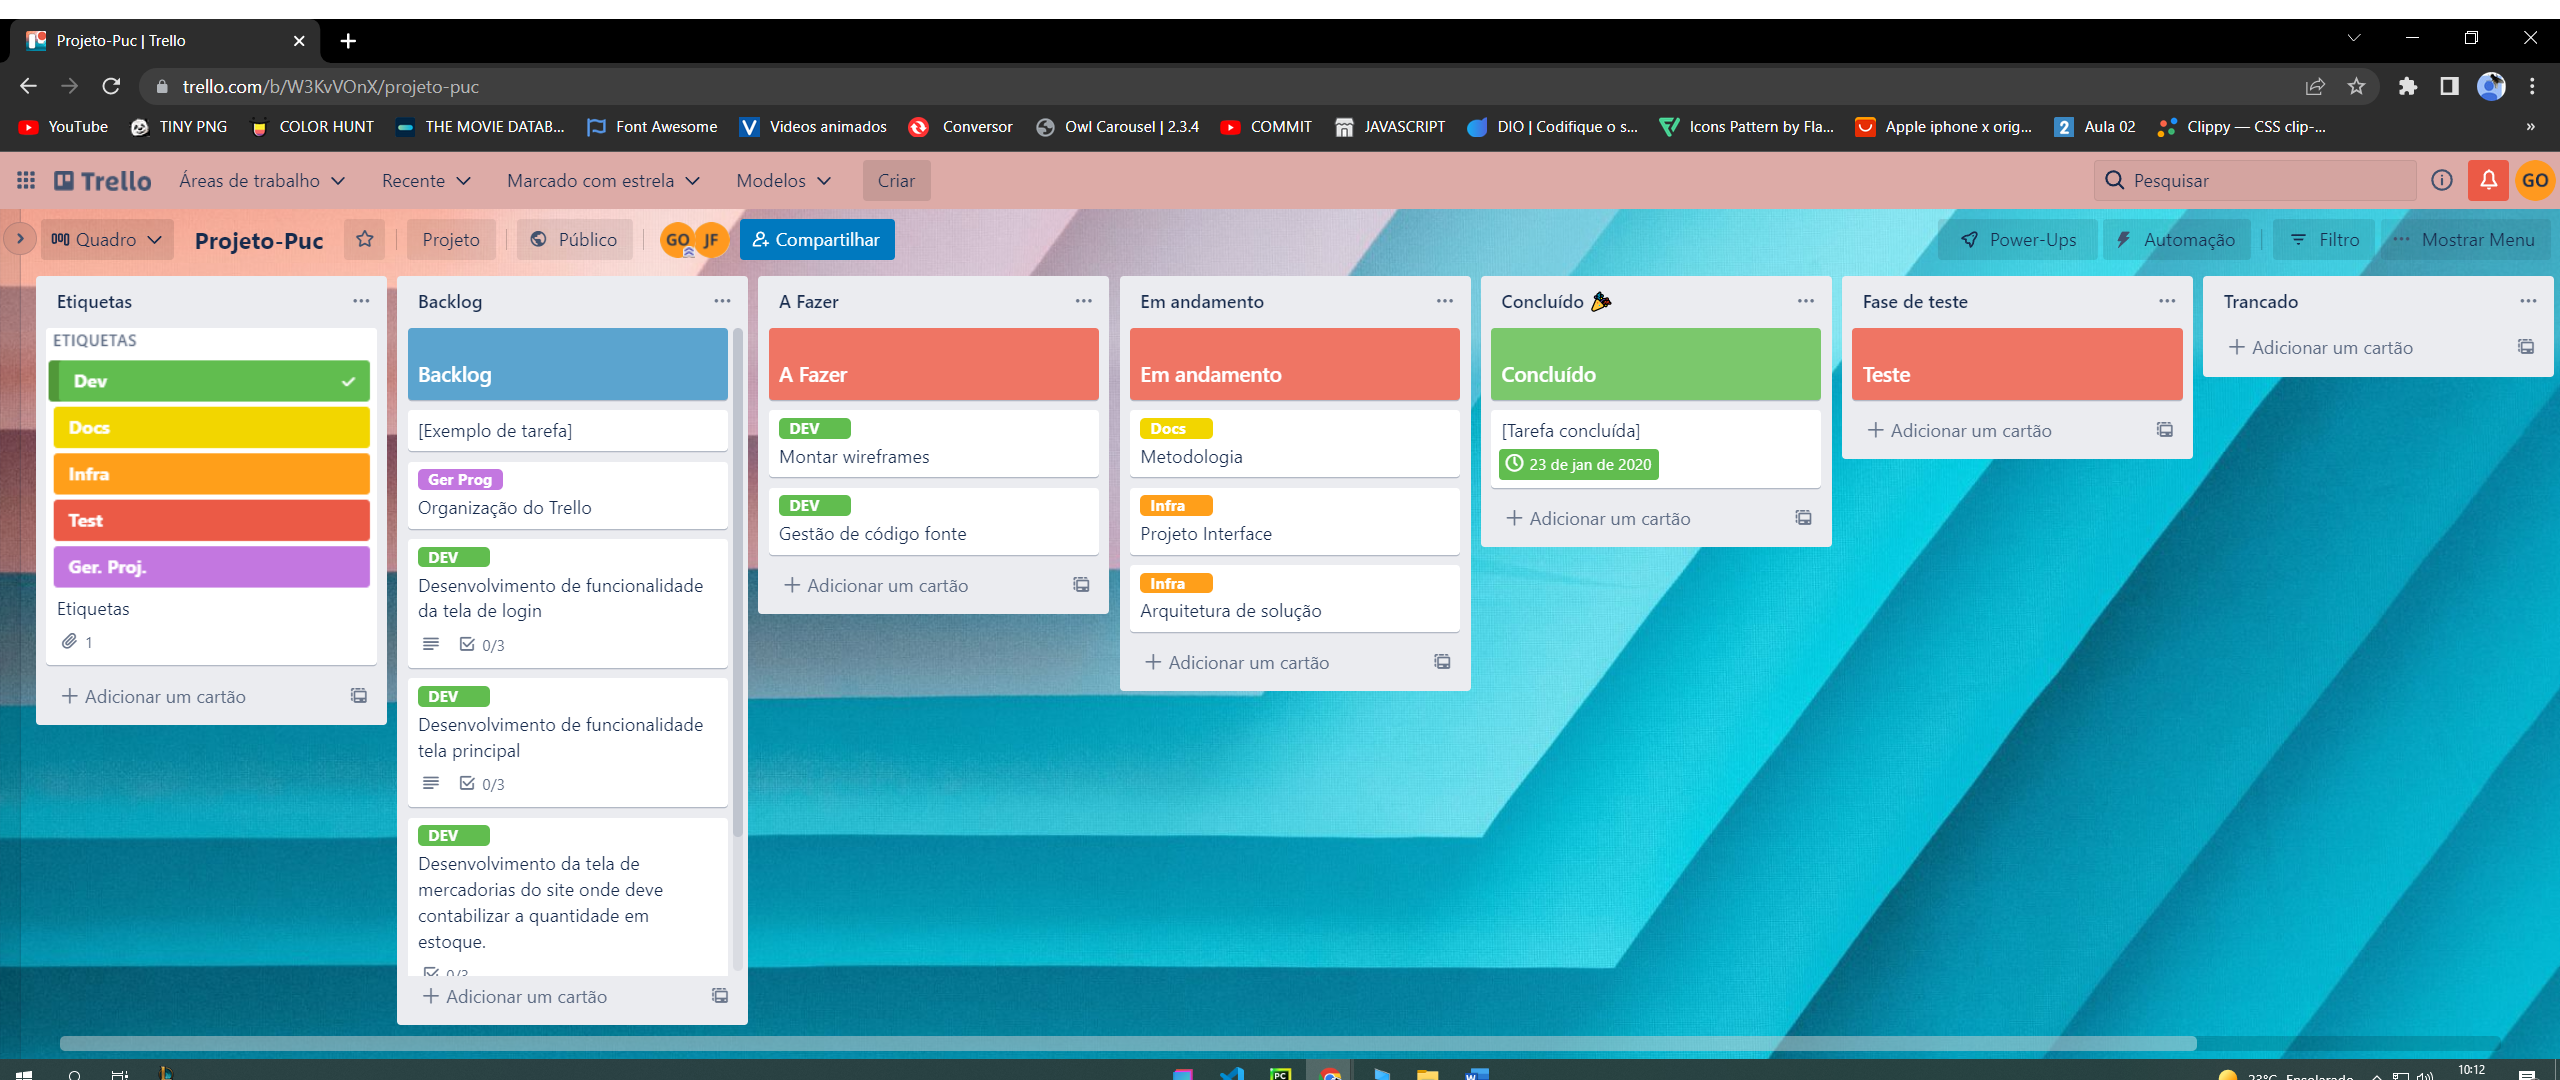 Projeto-Puc | Trello
trello.com/b/W3KvVOnX/projeto-puc
YouTube TINY PNG COLOR HUNT THE MOVIE DATAB... Font Awesome Videos animados Conversor Owl Carousel | 2.3.4 COMMIT JAVASCRIPT DIO | Codifique o s... Icons Pattern by Fla... Apple iphone x orig... Aula 02 Clippy — CSS clip-... »
Trello Áreas de trabalho Recente Marcado com estrela Modelos Criar Pesquisar GO
Quadro Projeto-Puc Projeto Público GO JF Compartilhar Power-Ups Automação Filtro Mostrar Menu
Etiquetas
ETIQUETAS
Dev
Docs
Infra
Test
Ger. Proj.
Etiquetas
1
+ Adicionar um cartão
Backlog
Backlog
[Exemplo de tarefa]
Ger Prog
Organização do Trello
DEV
Desenvolvimento de funcionalidade
da tela de login
0/3
DEV
Desenvolvimento de funcionalidade
tela principal
0/3
DEV
Desenvolvimento da tela de
mercadorias do site onde deve
contabilizar a quantidade em
estoque.
0/3
+ Adicionar um cartão
A Fazer
A Fazer
DEV
Montar wireframes
DEV
Gestão de código fonte
+ Adicionar um cartão
Em andamento
Em andamento
Docs
Metodologia
Infra
Projeto Interface
Infra
Arquitetura de solução
+ Adicionar um cartão
Concluído
Concluído
[Tarefa concluída]
23 de jan de 2020
+ Adicionar um cartão
Fase de teste
Teste
+ Adicionar um cartão
Trancado
+ Adicionar um cartão
23°C Ensolarado 10:12